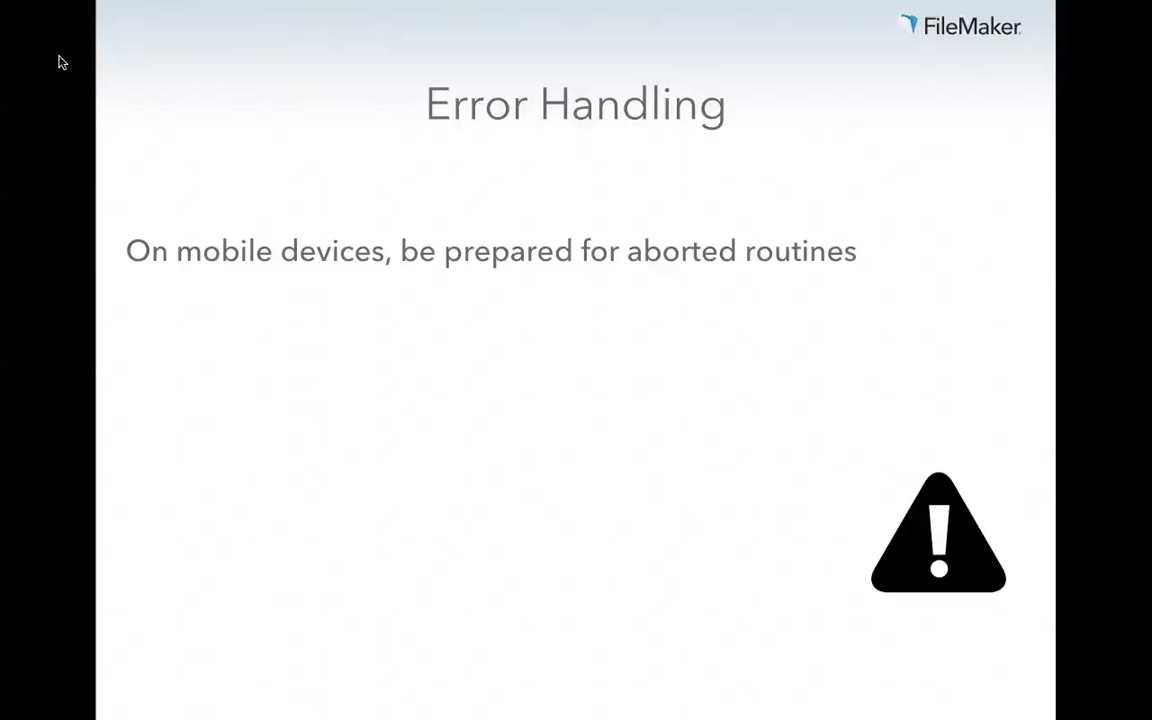 FileMaker
Error Handling
On mobile devices, be prepared for aborted routines